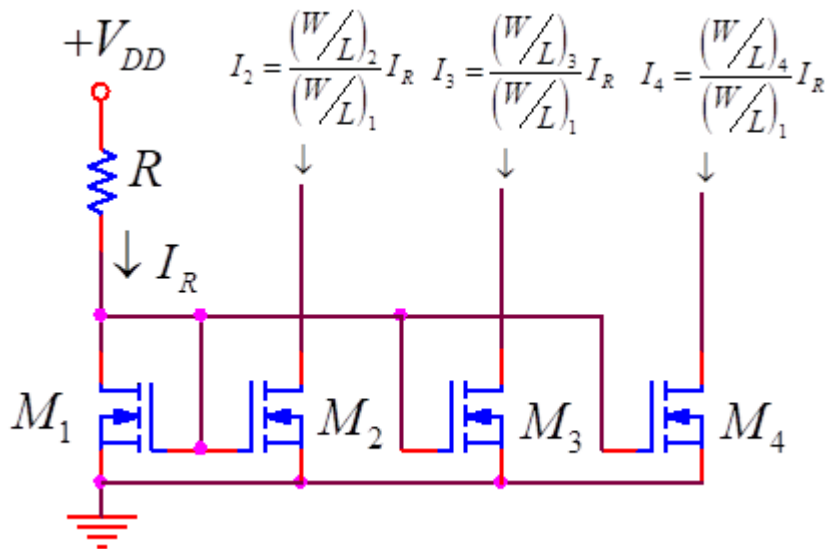 +V_DD
I_2 = (W/L)_2 / (W/L)_1 I_R
I_3 = (W/L)_3 / (W/L)_1 I_R
I_4 = (W/L)_4 / (W/L)_1 I_R
R
↓ I_R
M_1
M_2
M_3
M_4